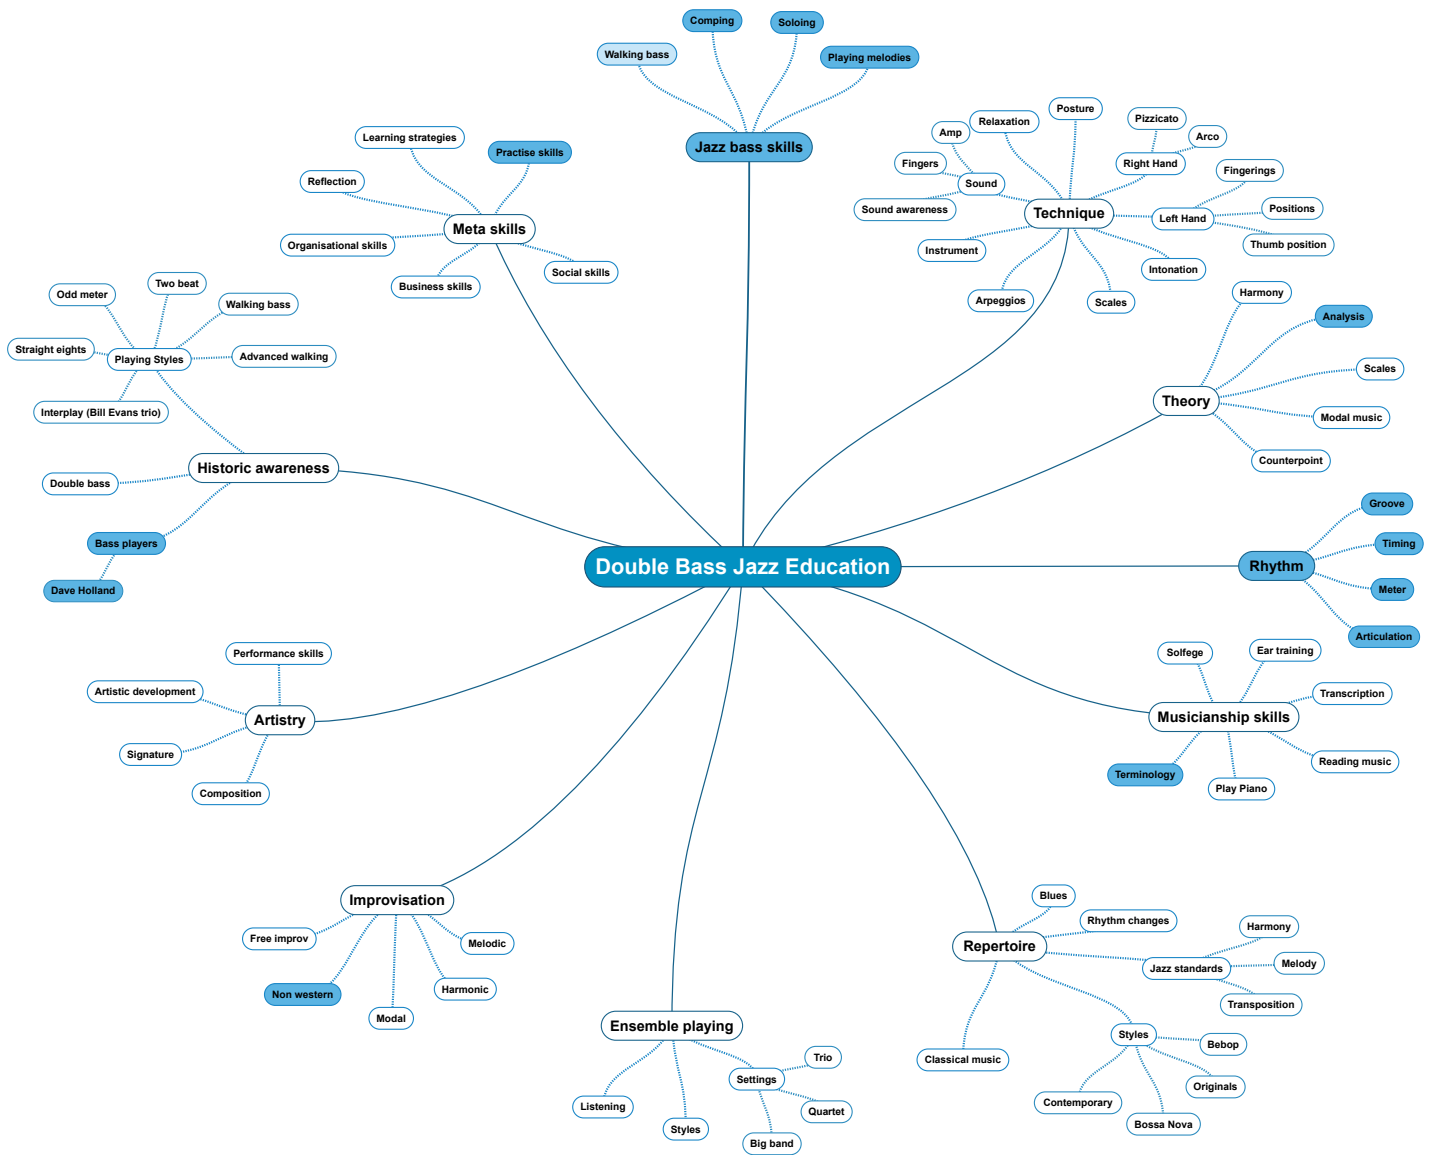 Comping
Soloing
Walking bass
Playing melodies
Jazz bass skills
Learning strategies
Practise skills
Reflection
Meta skills
Organisational skills
Social skills
Business skills
Posture
Relaxation
Pizzicato
Amp
Arco
Fingers
Right Hand
Sound
Fingerings
Sound awareness
Technique
Left Hand
Positions
Thumb position
Instrument
Intonation
Arpeggios
Scales
Harmony
Analysis
Scales
Theory
Modal music
Counterpoint
Two beat
Odd meter
Walking bass
Straight eights
Playing Styles
Advanced walking
Interplay (Bill Evans trio)
Historic awareness
Double bass
Bass players
Dave Holland
Double Bass Jazz Education
Groove
Timing
Rhythm
Meter
Articulation
Performance skills
Artistic development
Artistry
Signature
Composition
Solfege
Ear training
Transcription
Musicianship skills
Reading music
Terminology
Play Piano
Improvisation
Free improv
Melodic
Non western
Harmonic
Modal
Ensemble playing
Trio
Settings
Listening
Quartet
Styles
Big band
Blues
Rhythm changes
Repertoire
Harmony
Jazz standards
Melody
Transposition
Classical music
Styles
Bebop
Originals
Contemporary
Bossa Nova